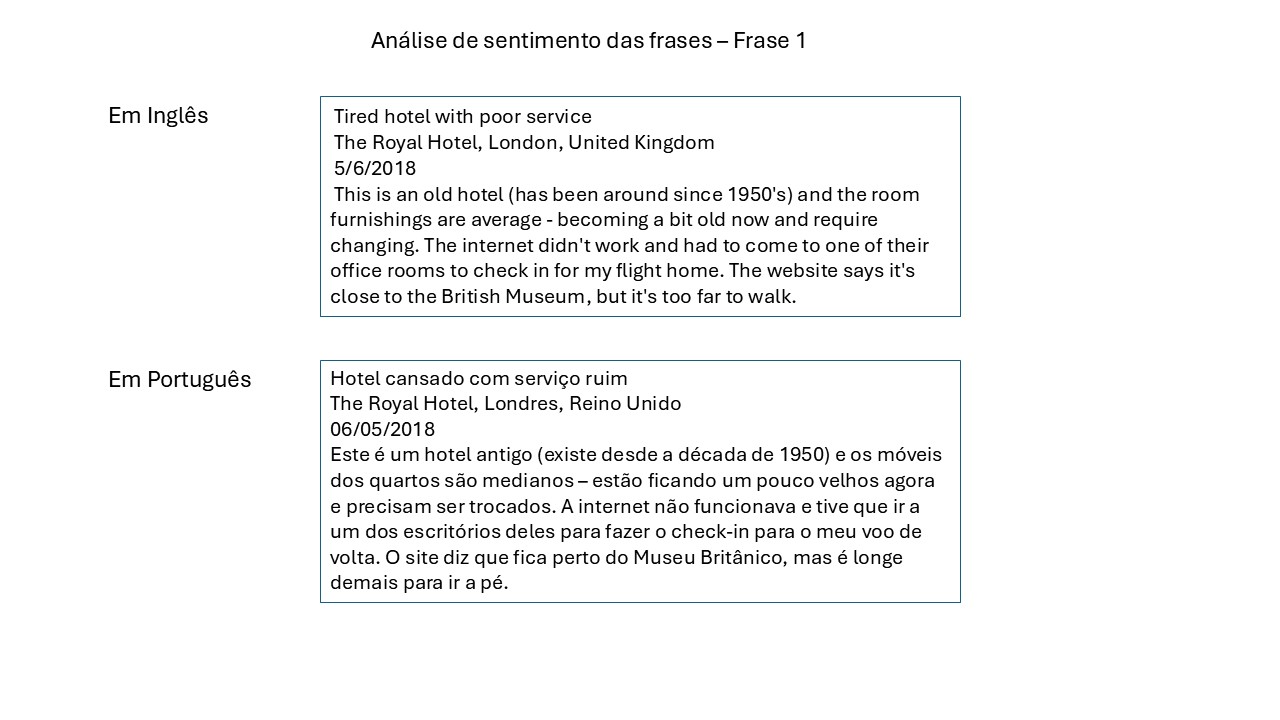 Análise de sentimento das frases – Frase 1
Em Inglês
Tired hotel with poor service
The Royal Hotel, London, United Kingdom
5/6/2018
This is an old hotel (has been around since 1950's) and the room
furnishings are average - becoming a bit old now and require
changing. The internet didn't work and had to come to one of their
office rooms to check in for my flight home. The website says it's
close to the British Museum, but it's too far to walk.
Em Português
Hotel cansado com serviço ruim
The Royal Hotel, Londres, Reino Unido
06/05/2018
Este é um hotel antigo (existe desde a década de 1950) e os móveis
dos quartos são medianos – estão ficando um pouco velhos agora
e precisam ser trocados. A internet não funcionava e tive que ir a
um dos escritórios deles para fazer o check-in para o meu voo de
volta. O site diz que fica perto do Museu Britânico, mas é longe
demais para ir a pé.